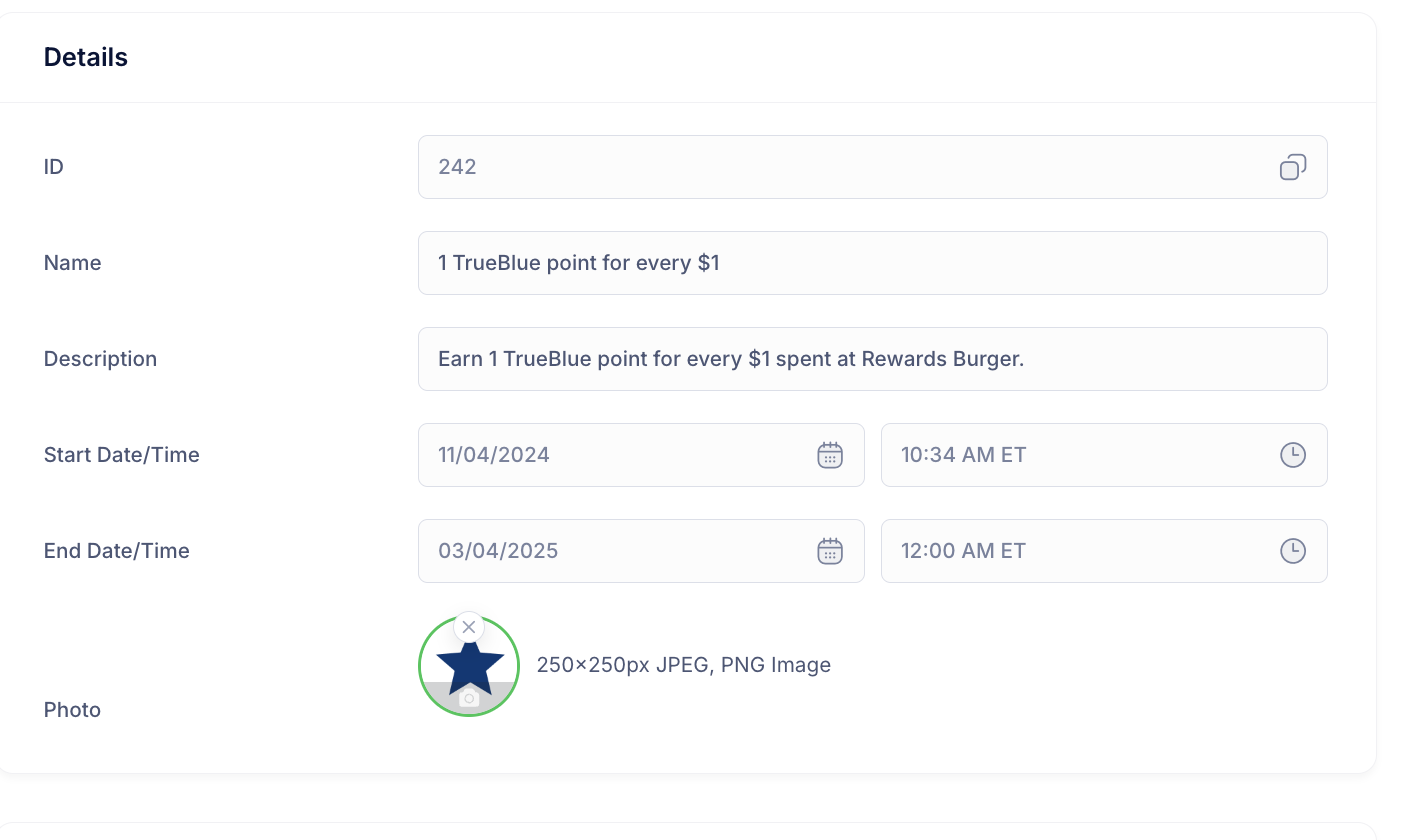 Details
ID
242
Name
1 TrueBlue point for every $1
Description
Earn 1 TrueBlue point for every $1 spent at Rewards Burger.
Start Date/Time
11/04/2024
10:34 AM ET
End Date/Time
03/04/2025
12:00 AM ET
250×250px JPEG, PNG Image
Photo